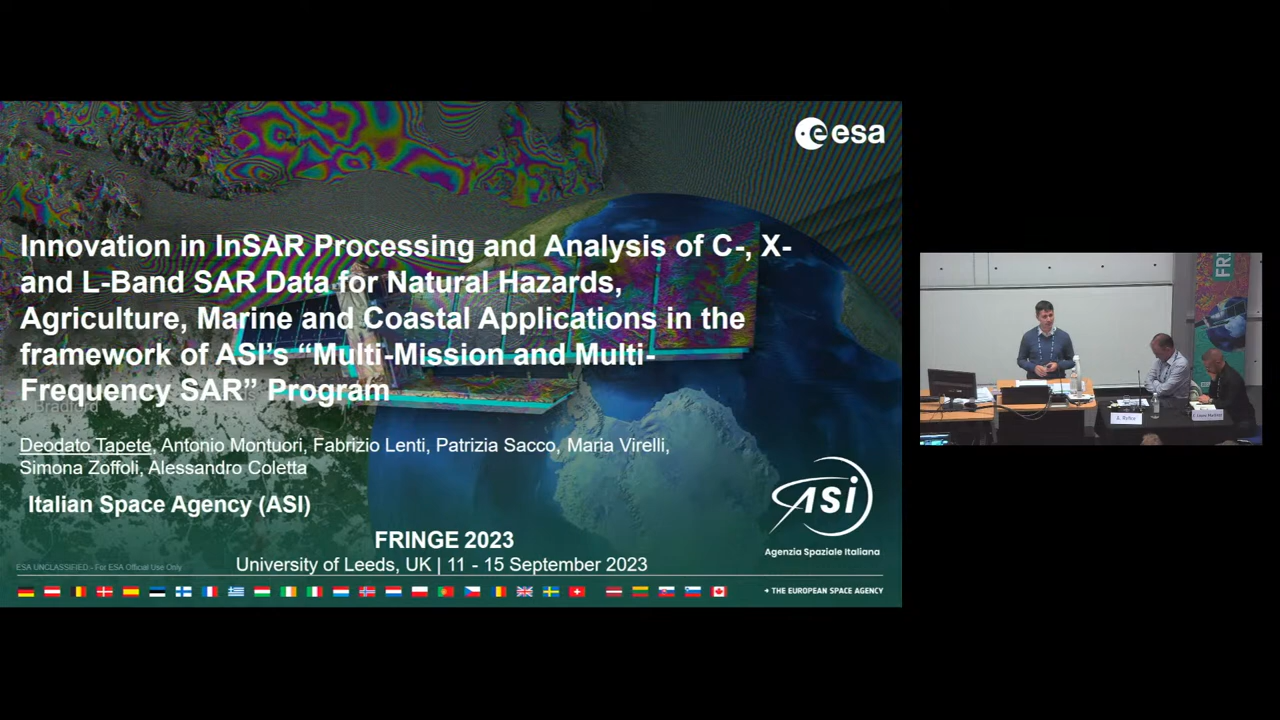 esa
Innovation in InSAR Processing and Analysis of C-, X-
and L-Band SAR Data for Natural Hazards,
Agriculture, Marine and Coastal Applications in the
framework of ASI's “Multi-Mission and Multi-
Frequency SAR” Program
Bradford
Deodato Tapete, Antonio Montuori, Fabrizio Lenti, Patrizia Sacco, Maria Virelli,
Simona Zoffoli, Alessandro Coletta
Italian Space Agency (ASI)
ASI
Agenzia Spaziale Italiana
FRINGE 2023
University of Leeds, UK | 11 - 15 September 2023
ESA UNCLASSIFIED - For ESA Official Use Only
→ THE EUROPEAN SPACE AGENCY
FRI